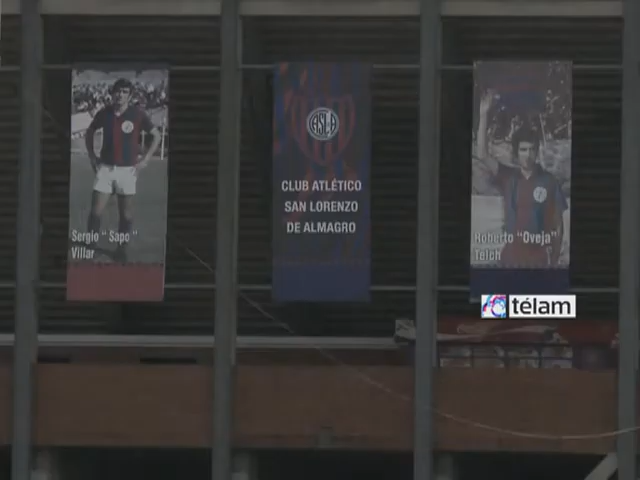 Sergio "Sapo"
Villar
CASLA
CLUB ATLÉTICO
SAN LORENZO
DE ALMAGRO
Roberto "Oveja"
Telch
télam